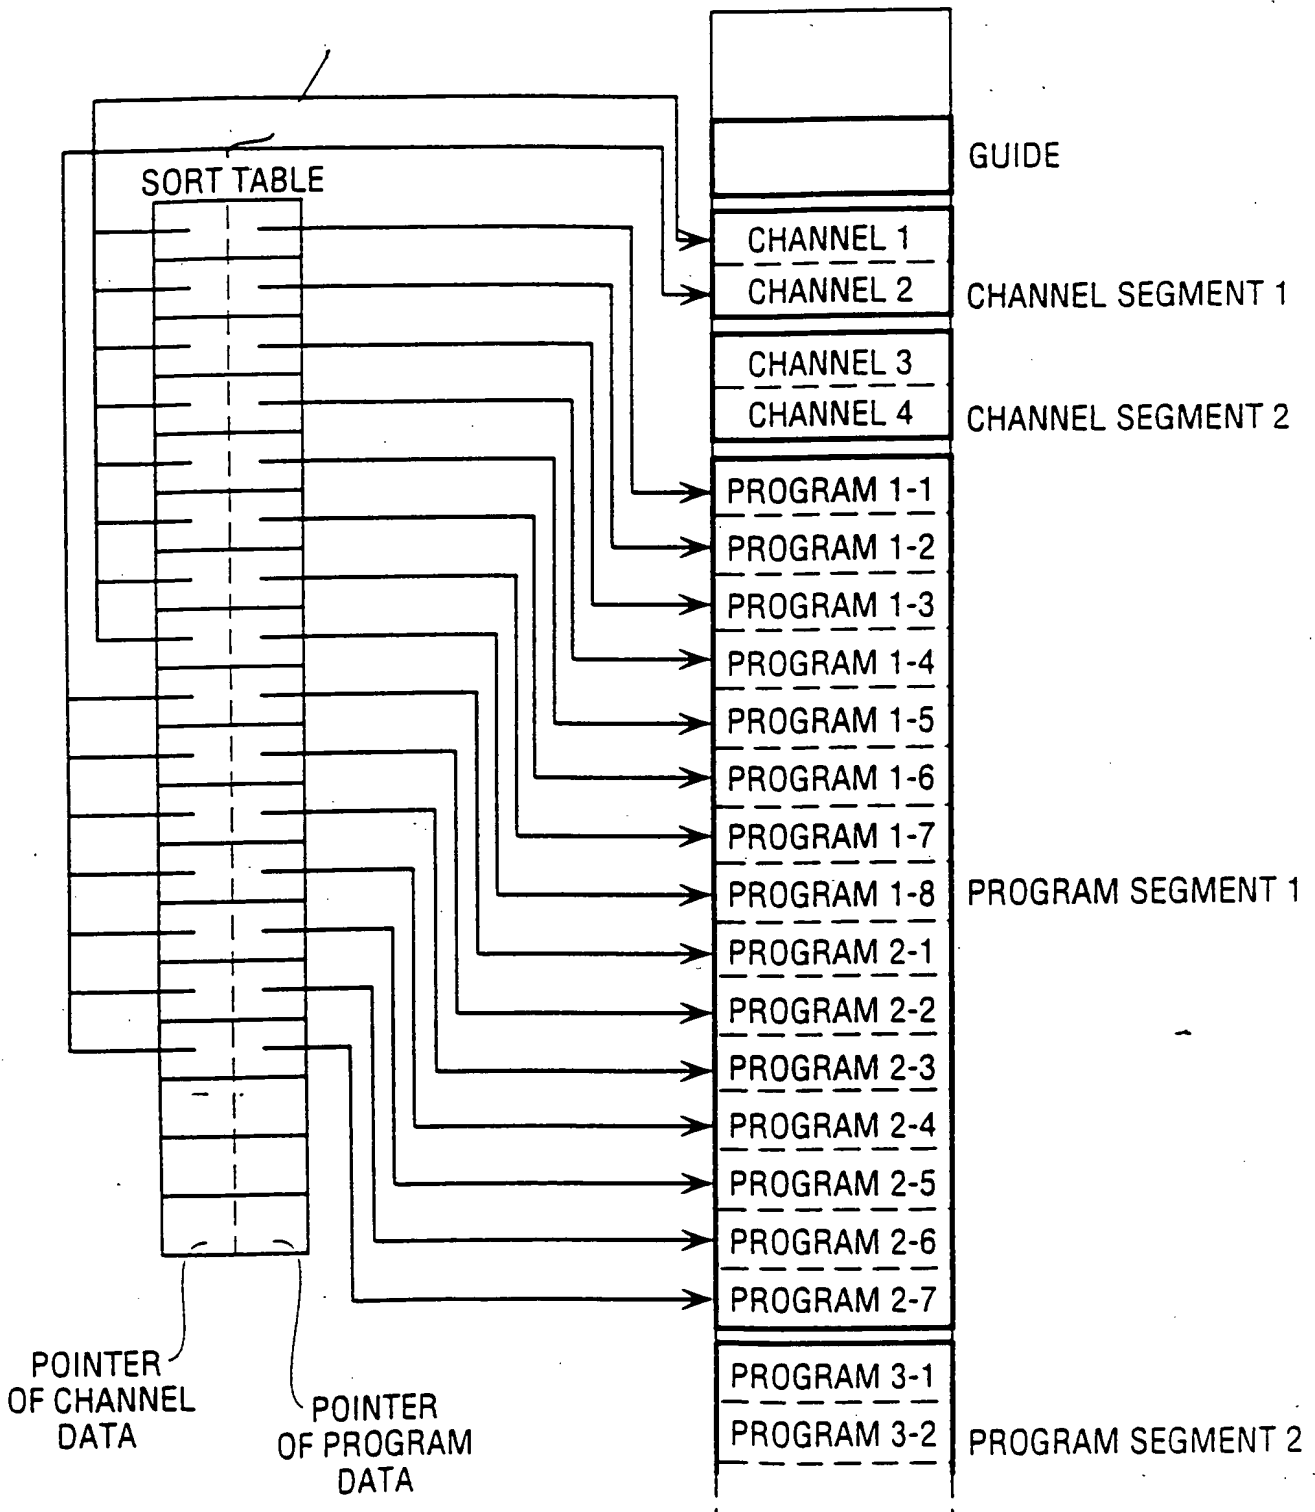 GUIDE
SORT TABLE
CHANNEL 1
CHANNEL 2
CHANNEL SEGMENT 1
CHANNEL 3
CHANNEL 4
CHANNEL SEGMENT 2
PROGRAM 1-1
PROGRAM 1-2
PROGRAM 1-3
PROGRAM 1-4
PROGRAM 1-5
PROGRAM 1-6
PROGRAM 1-7
PROGRAM 1-8
PROGRAM SEGMENT 1
PROGRAM 2-1
PROGRAM 2-2
PROGRAM 2-3
PROGRAM 2-4
PROGRAM 2-5
PROGRAM 2-6
PROGRAM 2-7
POINTER
OF CHANNEL
DATA
POINTER
OF PROGRAM
DATA
PROGRAM 3-1
PROGRAM 3-2
PROGRAM SEGMENT 2